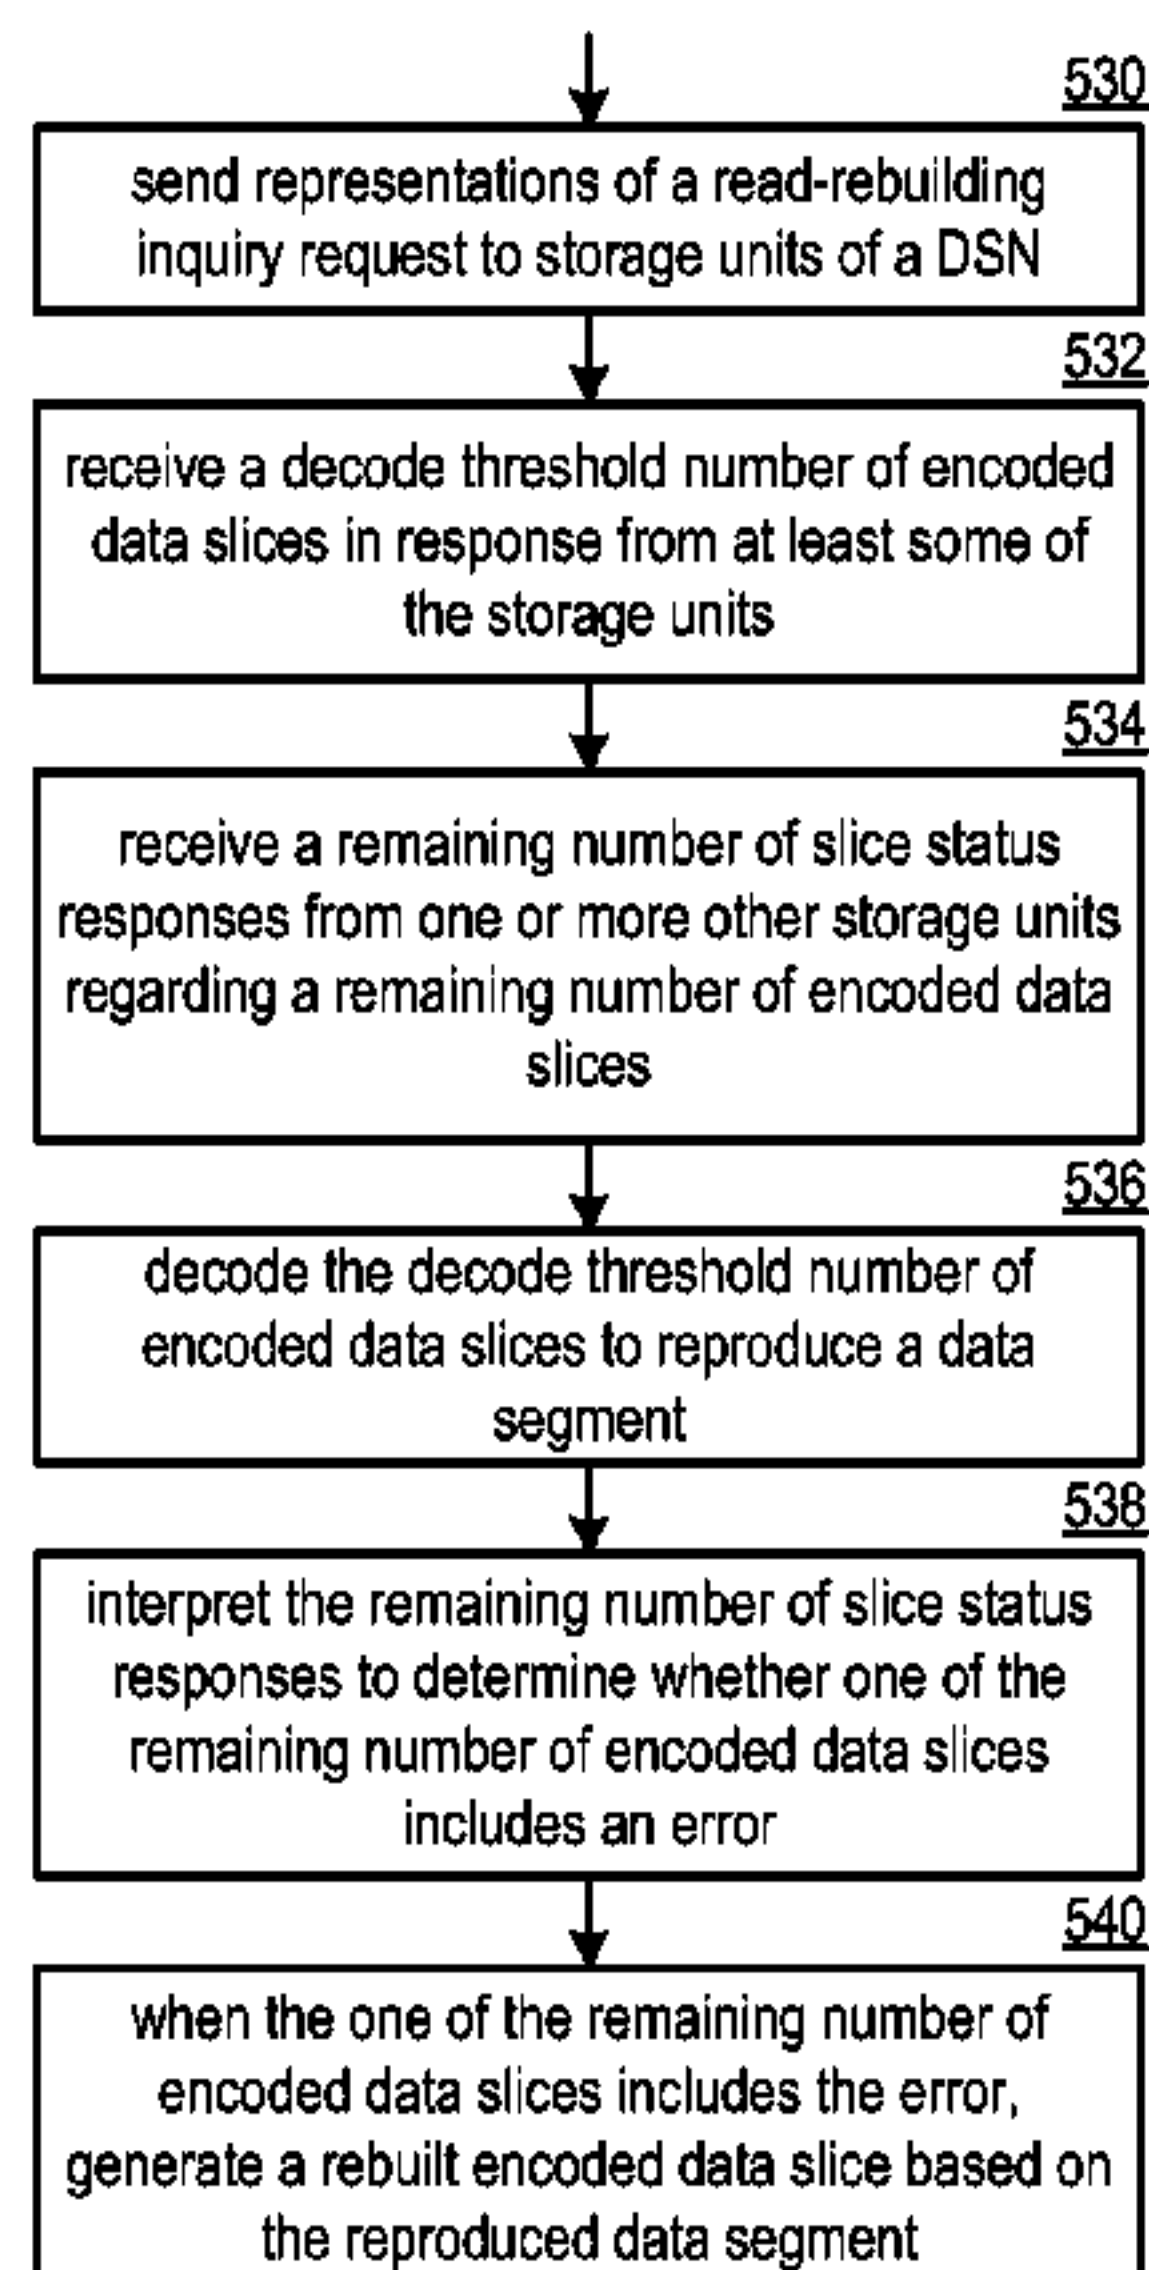 530
send representations of a read-rebuilding
inquiry request to storage units of a DSN
532
receive a decode threshold number of encoded
data slices in response from at least some of
the storage units
534
receive a remaining number of slice status
responses from one or more other storage units
regarding a remaining number of encoded data
slices
536
decode the decode threshold number of
encoded data slices to reproduce a data
segment
538
interpret the remaining number of slice status
responses to determine whether one of the
remaining number of encoded data slices
includes an error
540
when the one of the remaining number of
encoded data slices includes the error,
generate a rebuilt encoded data slice based on
the reproduced data segment